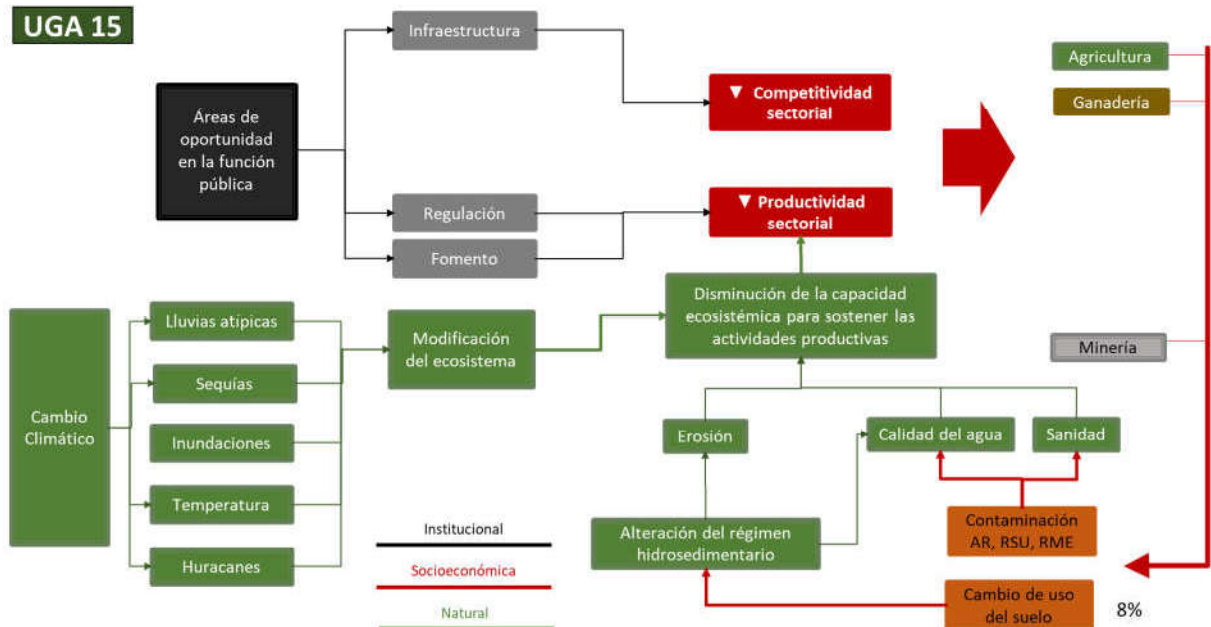 UGA 15
Infraestructura
Agricultura
Ganadería
▼ Competitividad
sectorial
Áreas de
oportunidad
en la función
pública
Regulación
Fomento
▼ Productividad
sectorial
Disminución de la capacidad
ecosistémica para sostener las
actividades productivas
Minería
Cambio
Climático
Lluvias atipicas
Sequías
Inundaciones
Temperatura
Huracanes
Modificación
del ecosistema
Erosión
Calidad del agua
Sanidad
Alteración del régimen
hidrosedimentario
Contaminación
AR, RSU, RME
Cambio de uso
del suelo
8%
Institucional
Socioeconómica
Natural